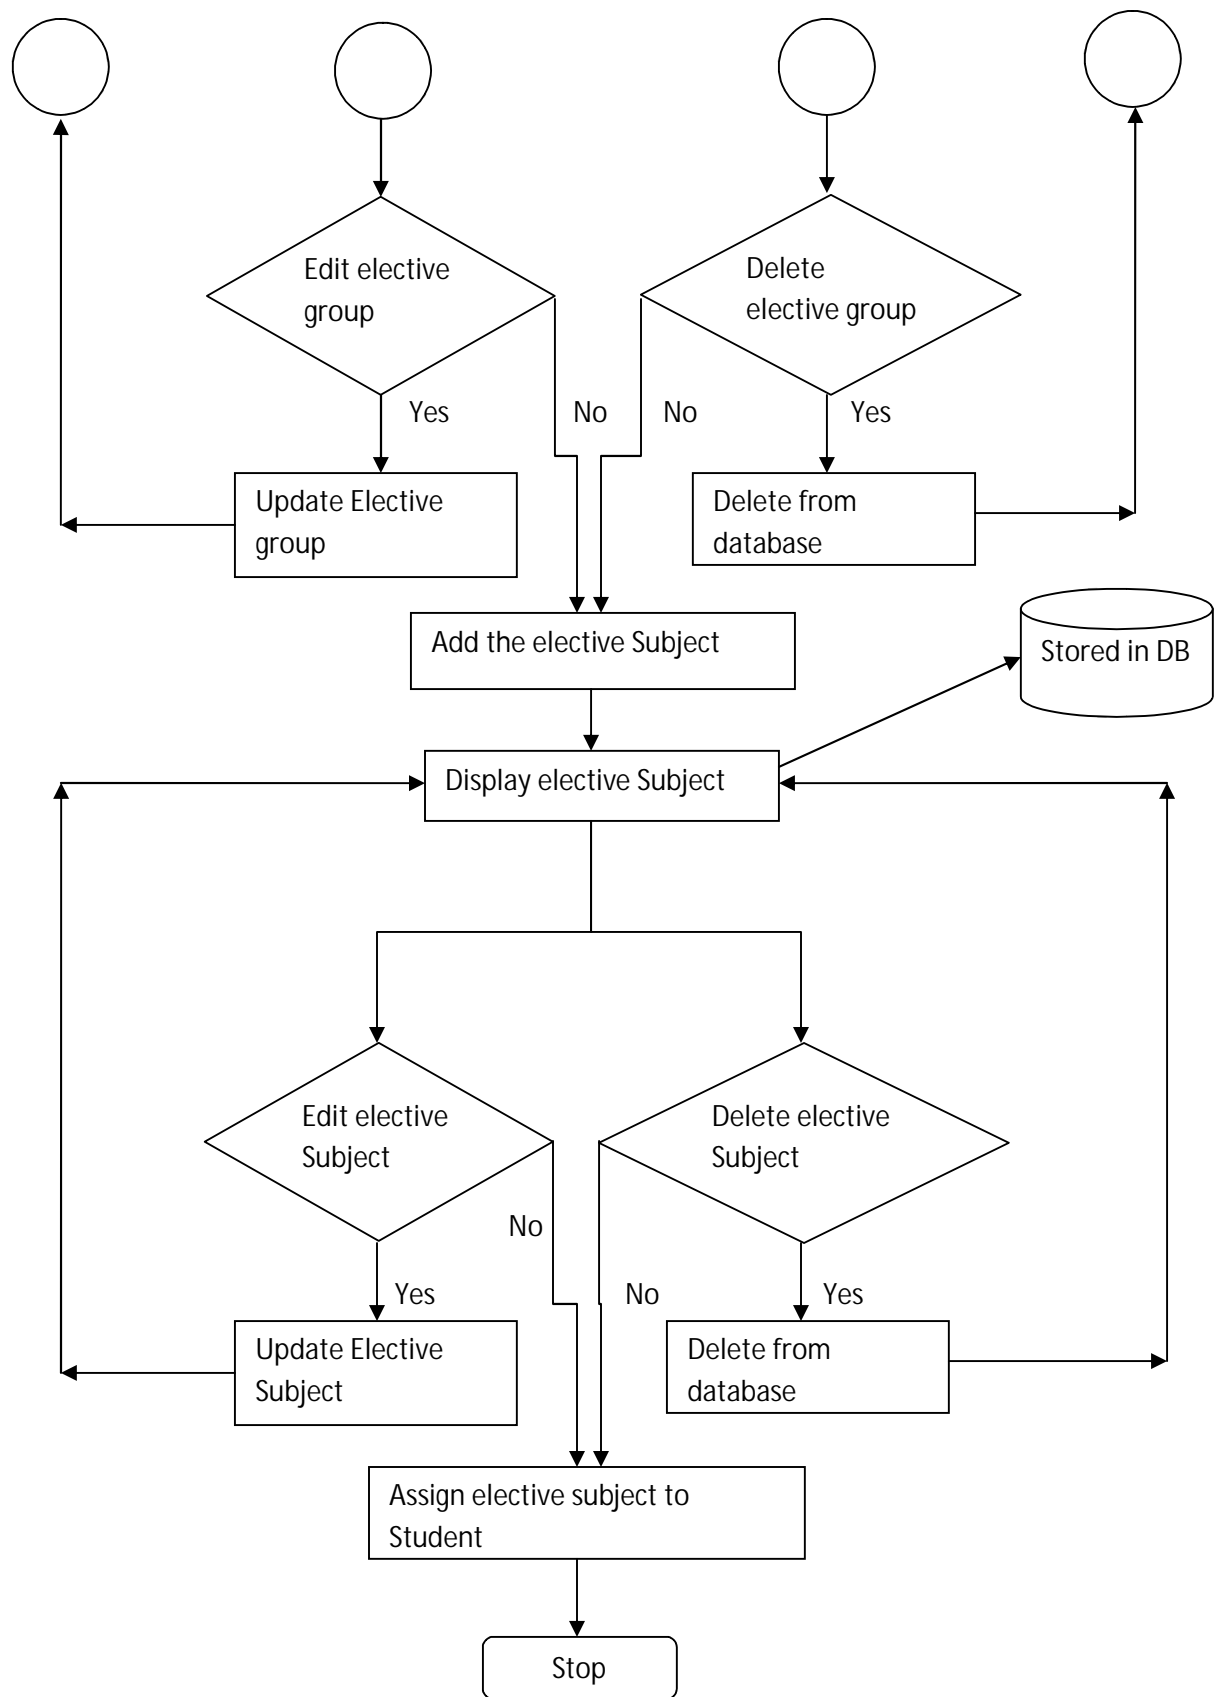 Edit elective
group
Delete
elective group
Yes
No
No
Yes
Update Elective
group
Delete from
database
Add the elective Subject
Stored in DB
Display elective Subject
Edit elective
Subject
Delete elective
Subject
No
Yes
No
Yes
Update Elective
Subject
Delete from
database
Assign elective subject to
Student
Stop